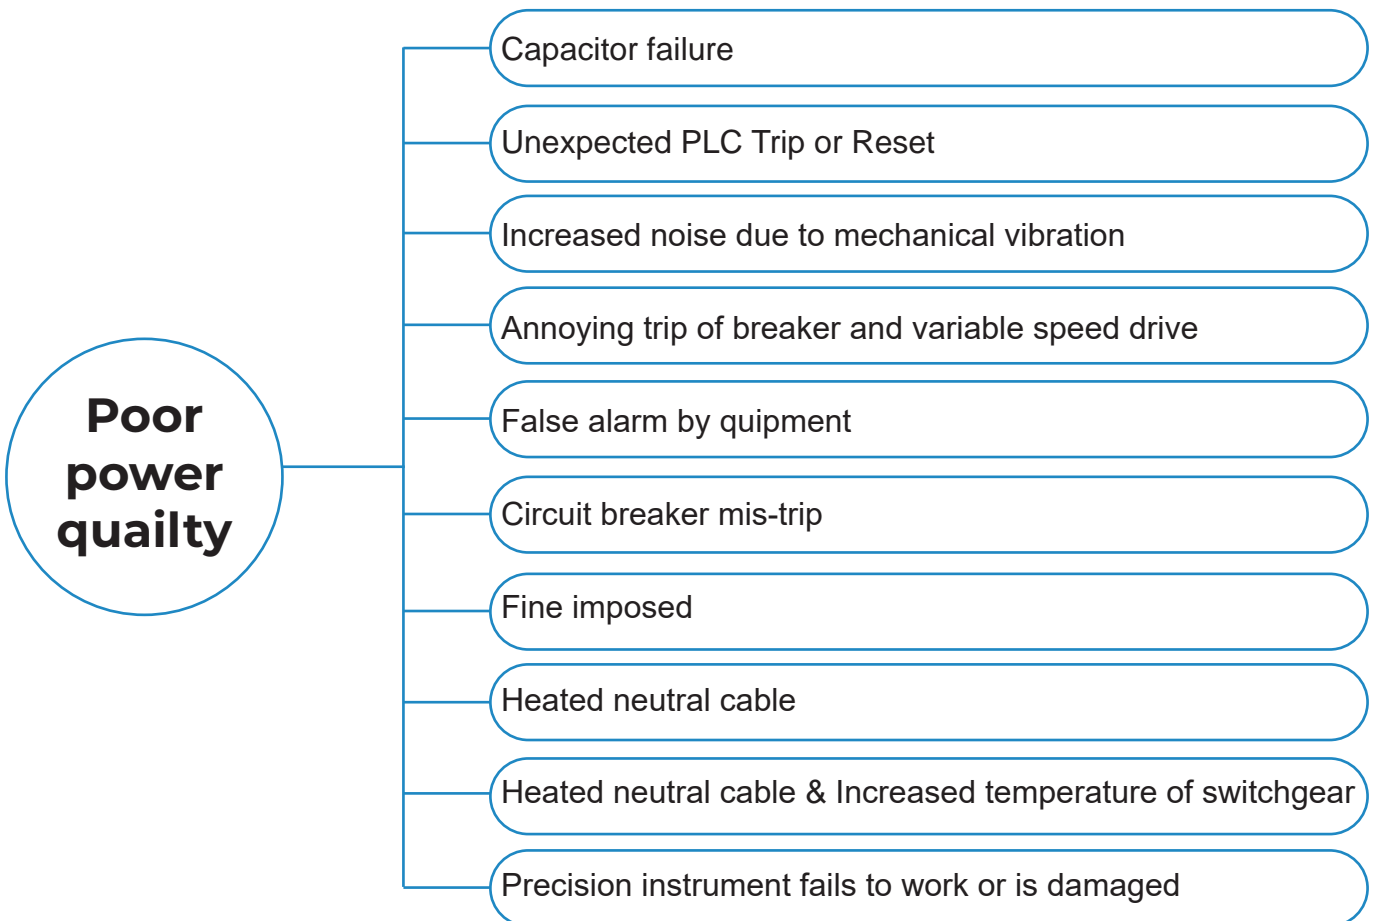 Poor
power
quailty
Capacitor failure
Unexpected PLC Trip or Reset
Increased noise due to mechanical vibration
Annoying trip of breaker and variable speed drive
False alarm by quipment
Circuit breaker mis-trip
Fine imposed
Heated neutral cable
Heated neutral cable & Increased temperature of switchgear
Precision instrument fails to work or is damaged